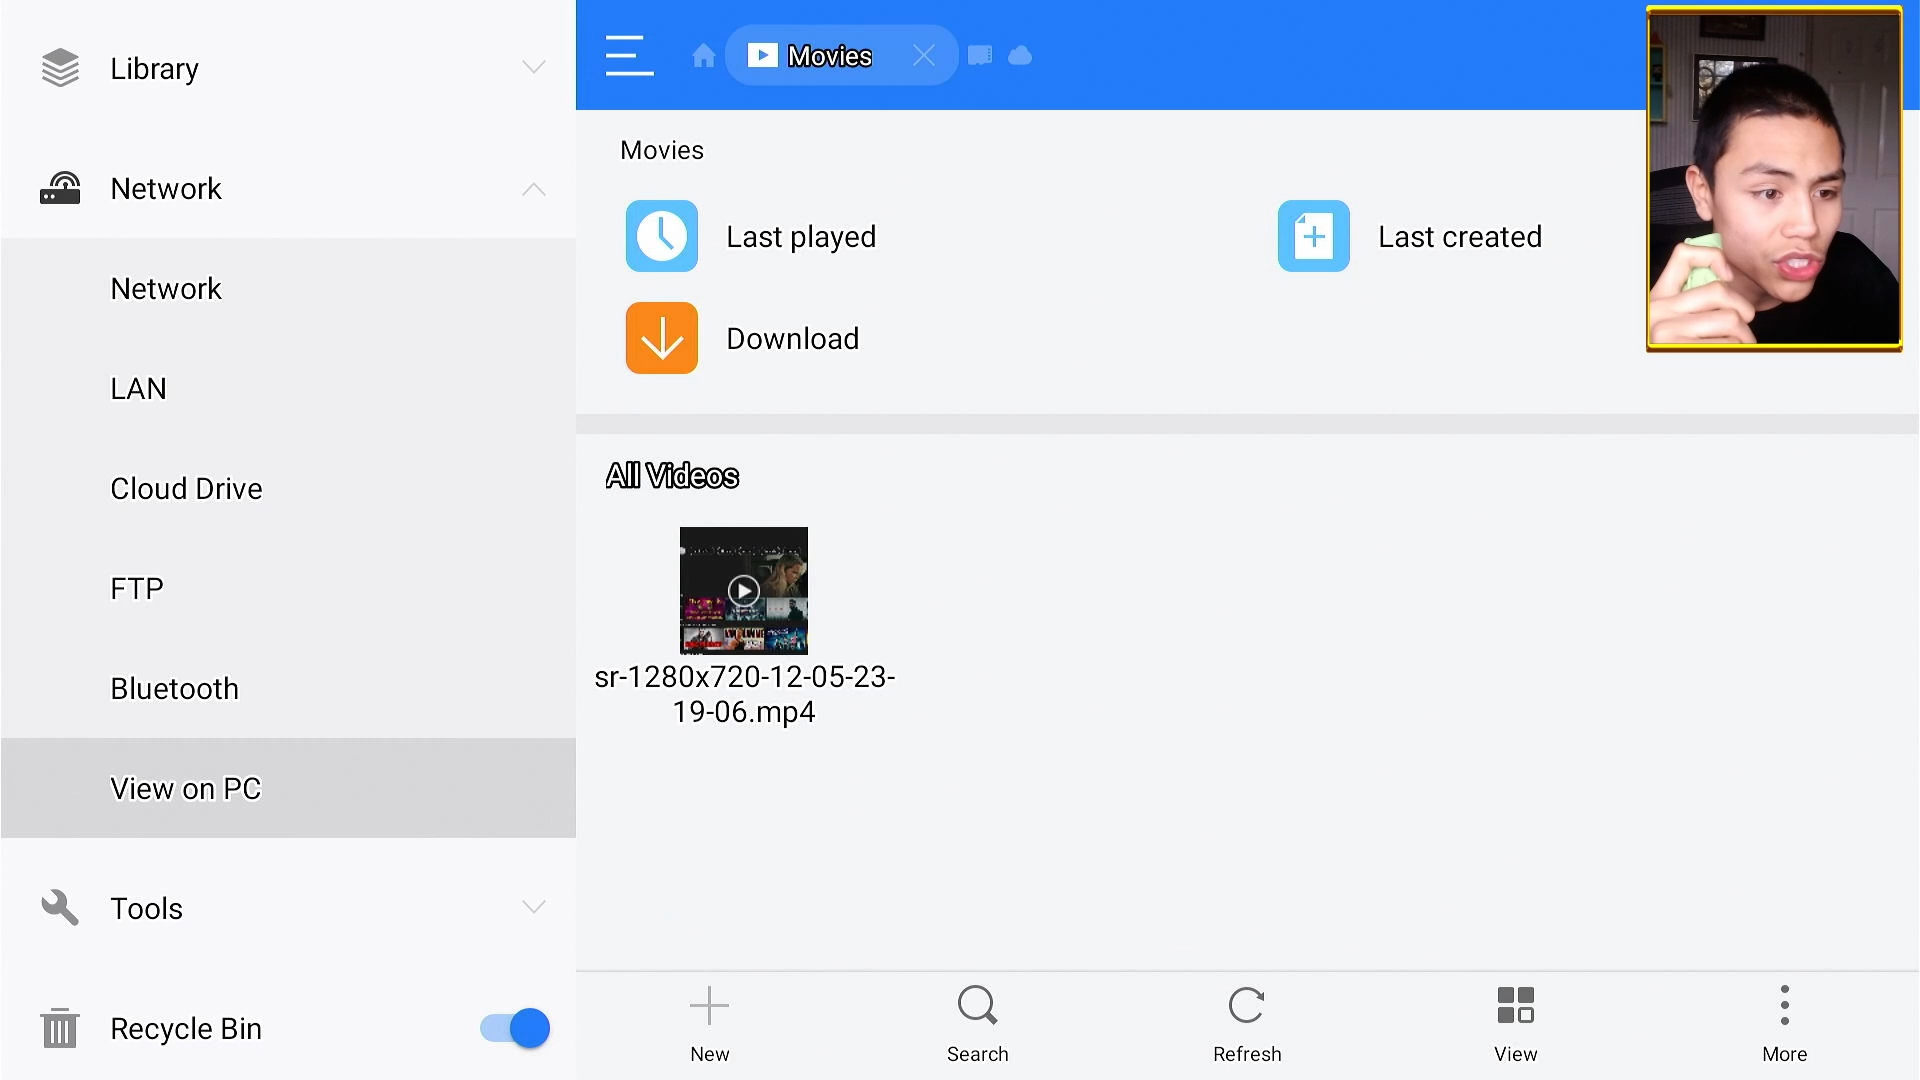 Library
Network
Network
LAN
Cloud Drive
FTP
Bluetooth
View on PC
Tools
Recycle Bin
Movies
Movies
Last played
Last created
Download
All Videos
sr-1280x720-12-05-23-
19-06.mp4
New
Search
Refresh
View
More